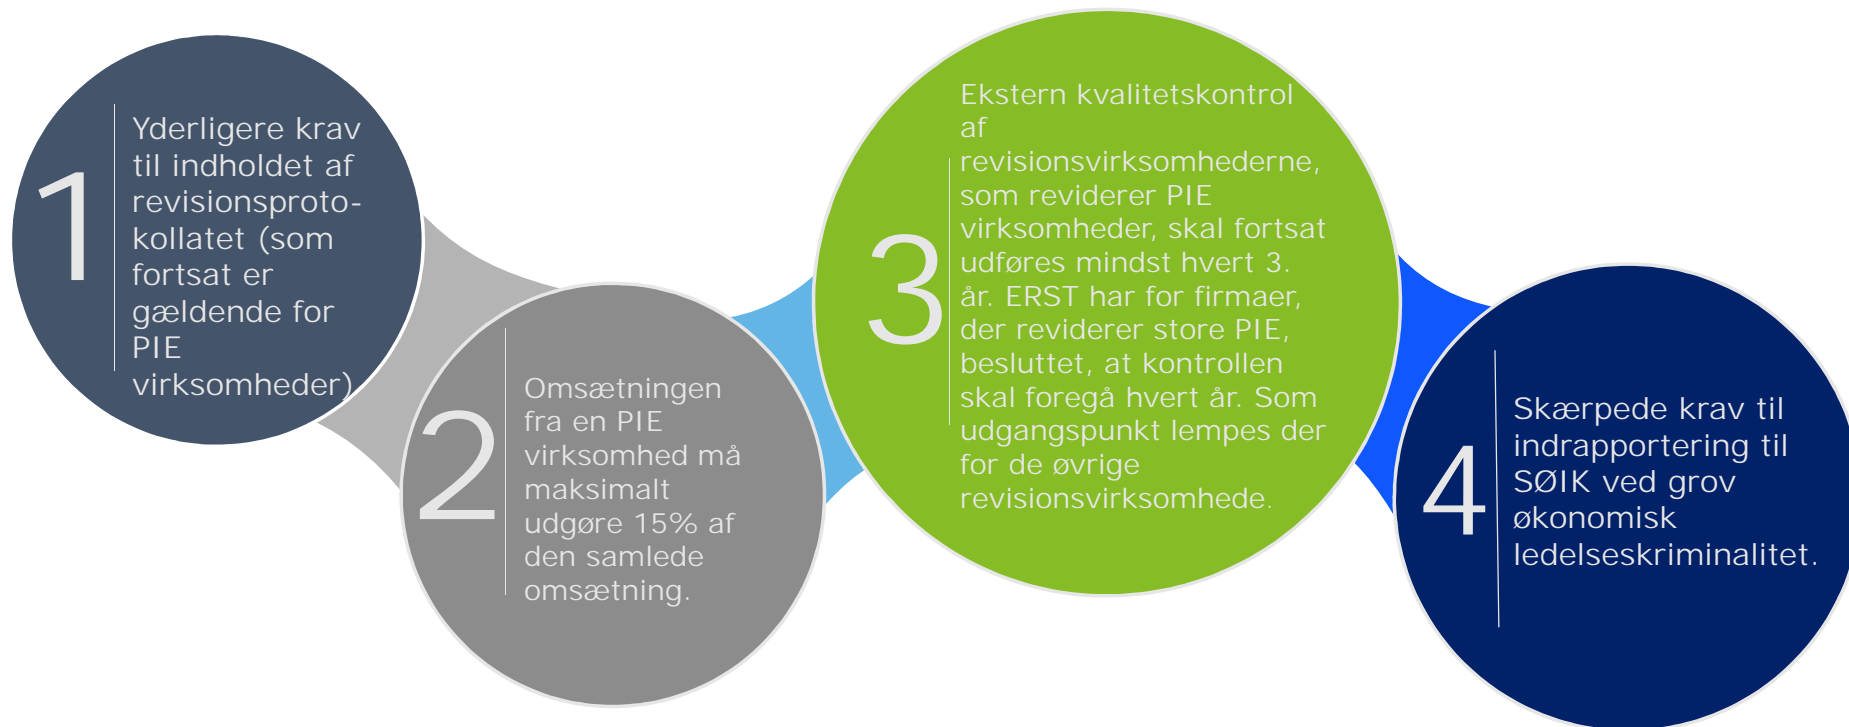 1
Yderligere krav
til indholdet af
revisionsproto-
kollatet (som
fortsat er
gældende for
PIE
virksomheder)
2
Omsætningen
fra en PIE
virksomhed må
maksimalt
udgøre 15% af
den samlede
omsætning.
3
Ekstern kvalitetskontrol
af
revisionsvirksomhederne,
som reviderer PIE
virksomheder, skal fortsat
udføres mindst hvert 3.
år. ERST har for firmaer,
der reviderer store PIE,
besluttet, at kontrollen
skal foregå hvert år. Som
udgangspunkt lempes der
for de øvrige
revisionsvirksomhede.
4
Skærpede krav til
indrapportering til
SØIK ved grov
økonomisk
ledelseskriminalitet.